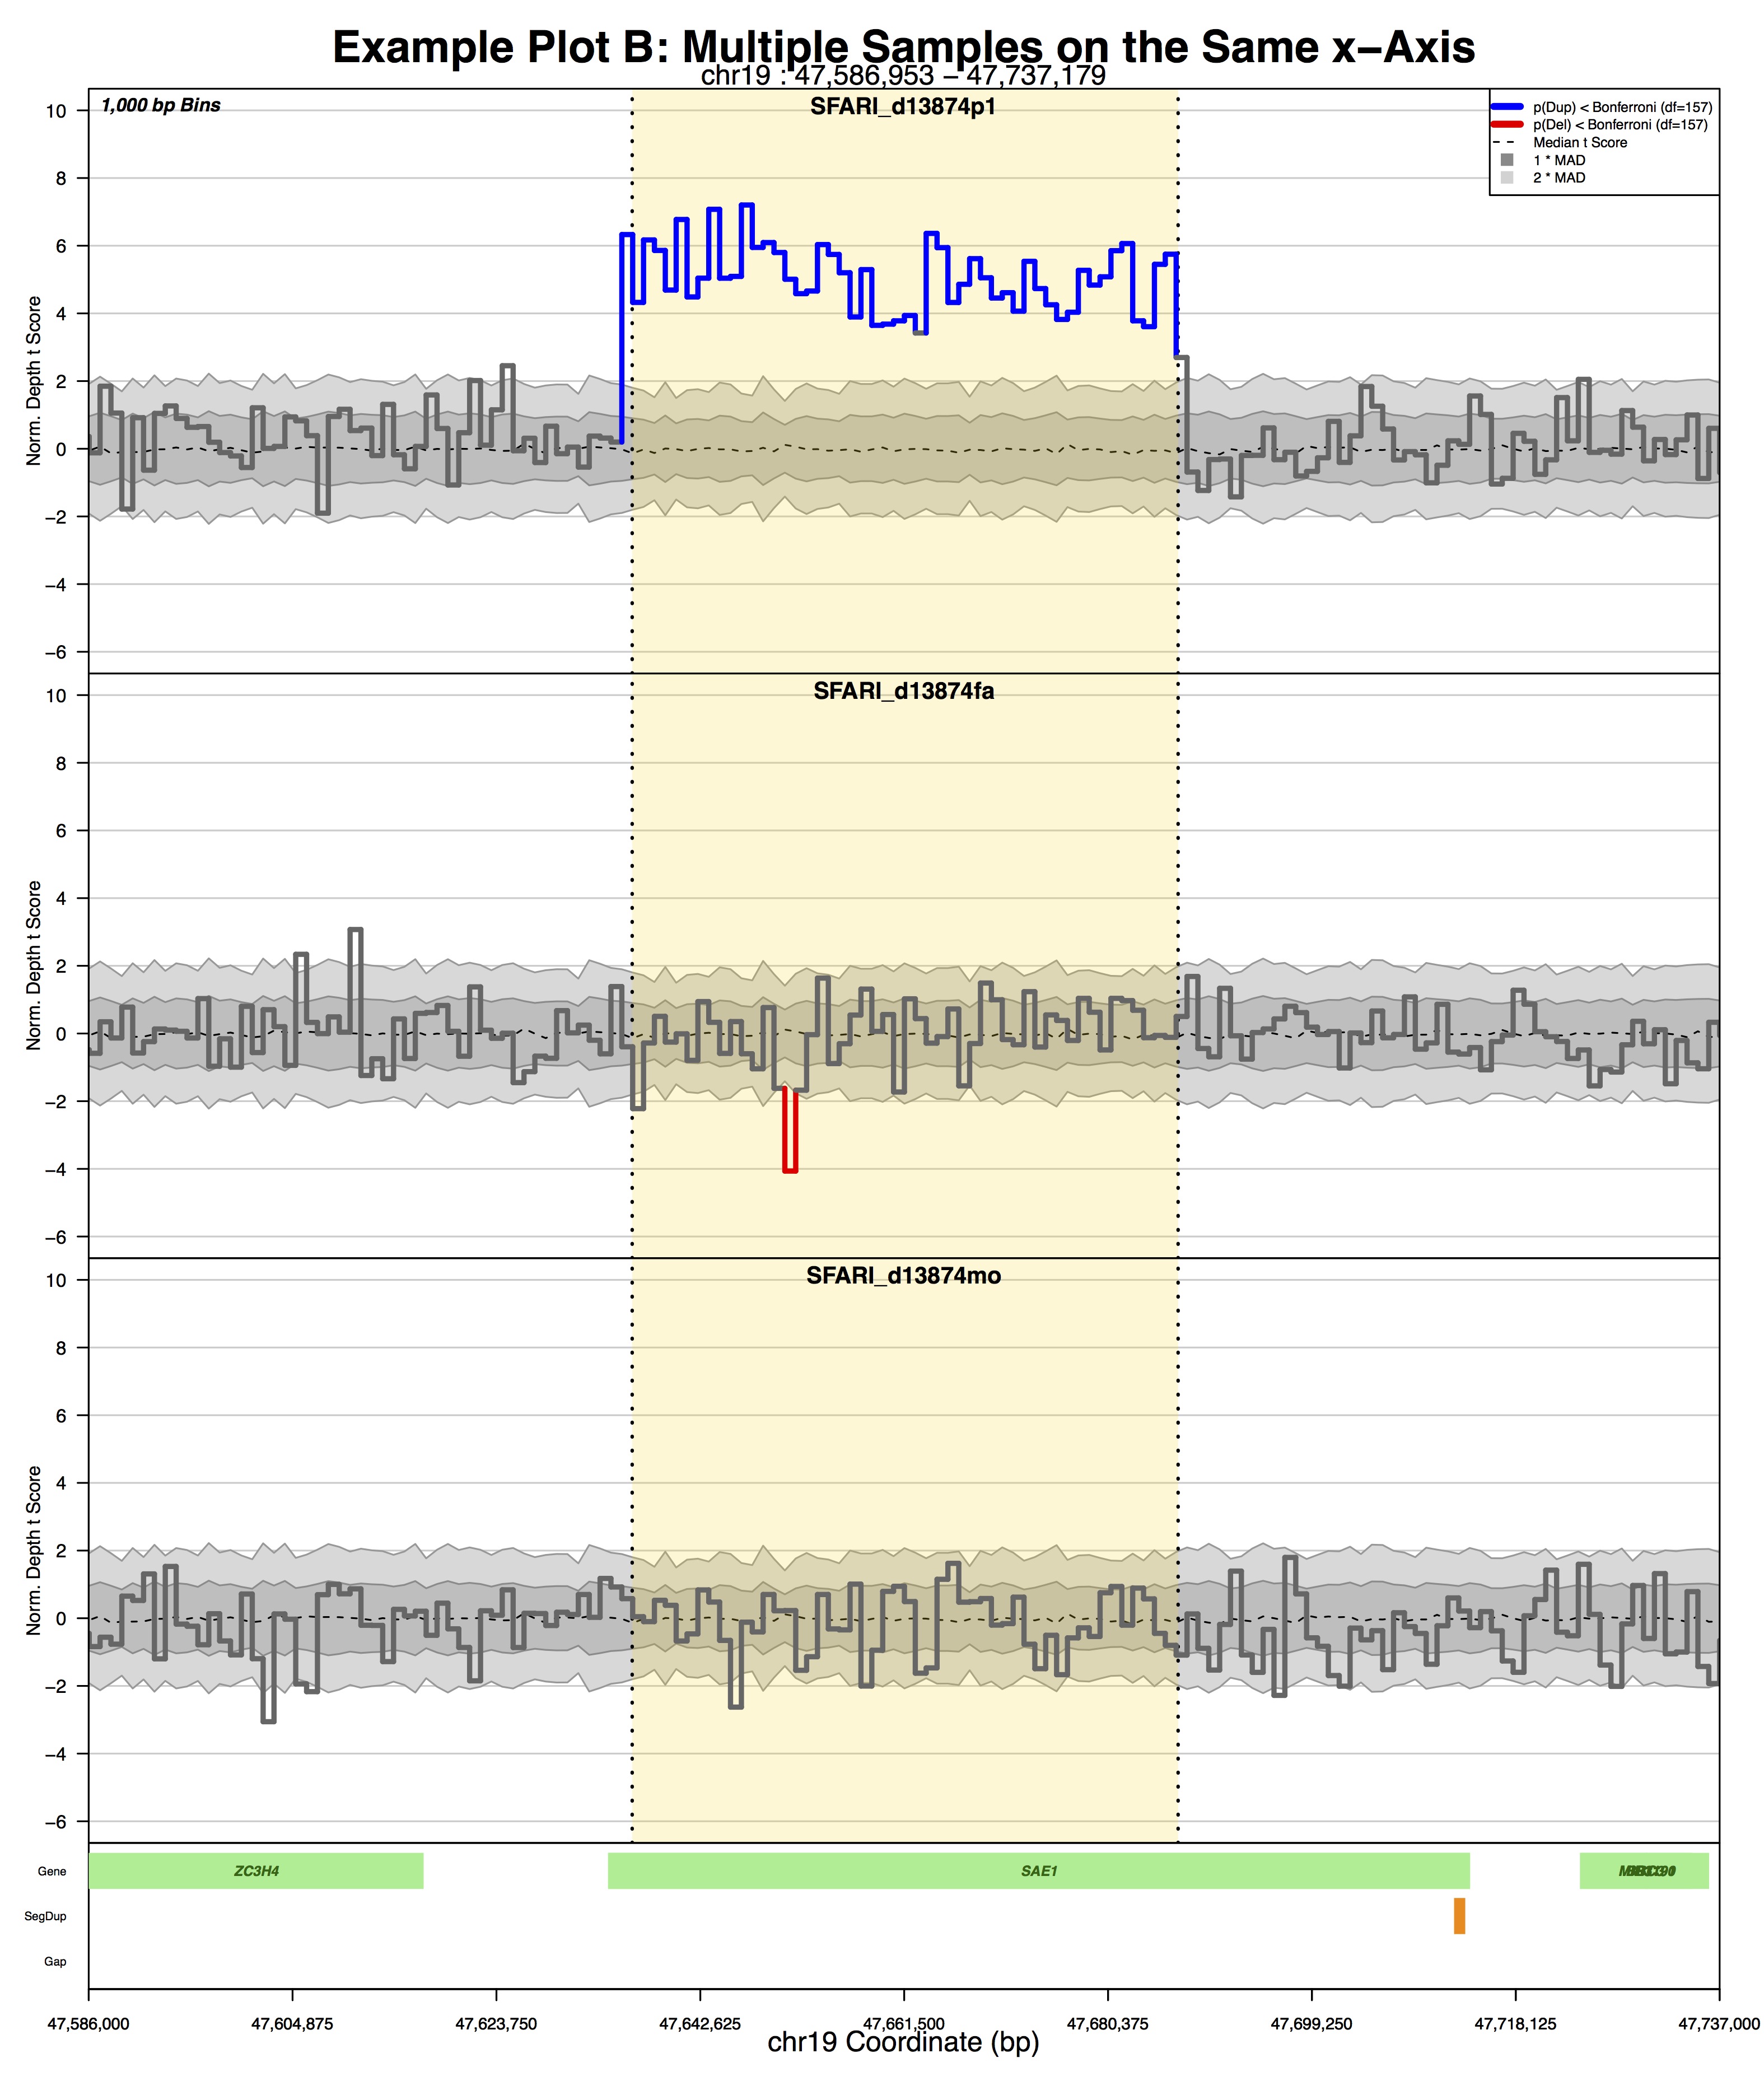 Example Plot B: Multiple Samples on the Same x−Axis
chr19 : 47,586,953 − 47,737,179
1,000 bp Bins
SFARI_d13874p1
p(Dup) < Bonferroni (df=157)
p(Del) < Bonferroni (df=157)
Median t Score
1 * MAD
2 * MAD
Norm. Depth t Score
10
8
6
4
2
0
−2
−4
−6
SFARI_d13874fa
Norm. Depth t Score
10
8
6
4
2
0
−2
−4
−6
SFARI_d13874mo
Norm. Depth t Score
10
8
6
4
2
0
−2
−4
−6
Gene
ZC3H4
SAE1
SegDup
Gap
47,586,000
47,604,875
47,623,750
47,642,625
47,661,500
47,680,375
47,699,250
47,718,125
47,737,000
chr19 Coordinate (bp)